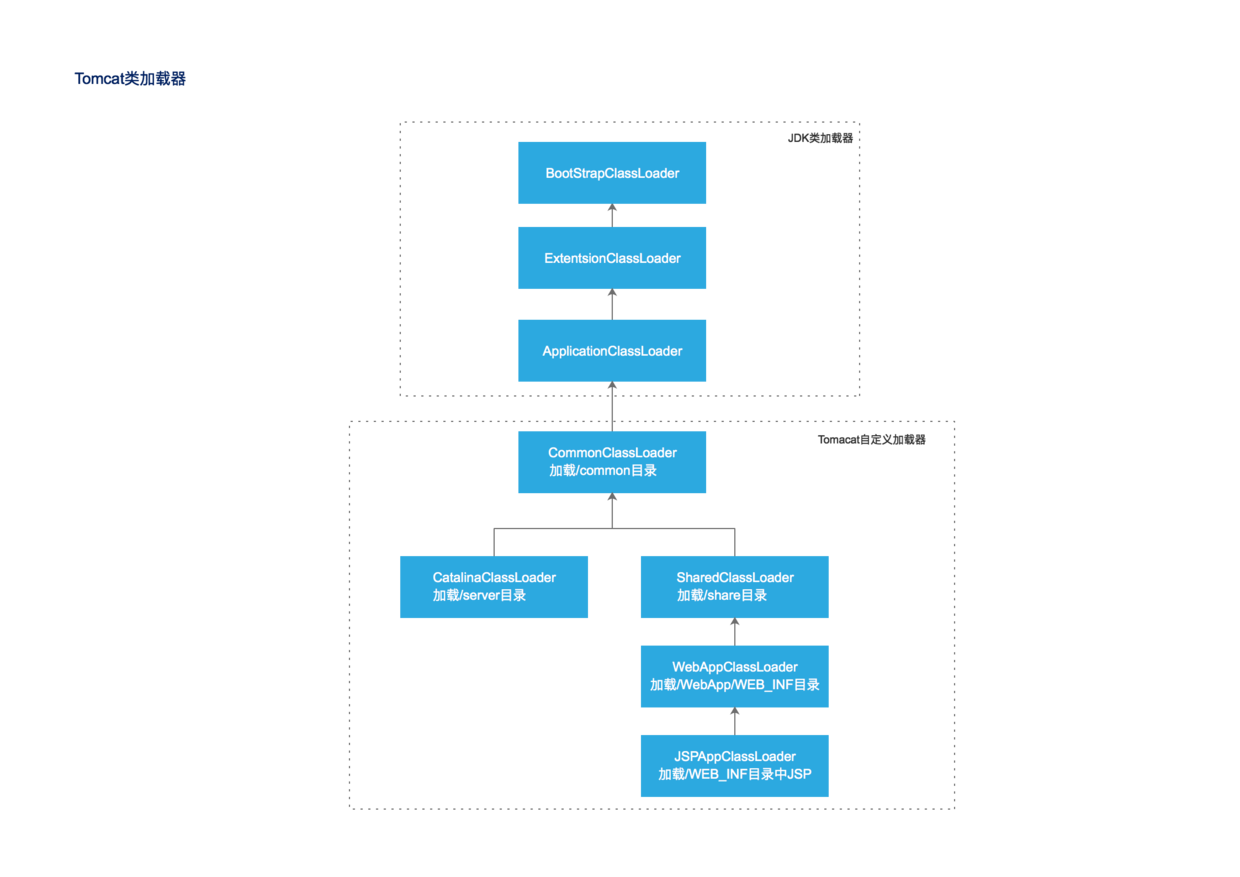 Tomcat类加载器
JDK类加载器
BootStrapClassLoader
ExtentsionClassLoader
ApplicationClassLoader
Tomacat自定义加载器
CommonClassLoader
加载/common目录
CatalinaClassLoader
加载/server目录
SharedClassLoader
加载/share目录
WebAppClassLoader
加载/WebApp/WEB_INF目录
JSPAppClassLoader
加载/WEB_INF目录中JSP